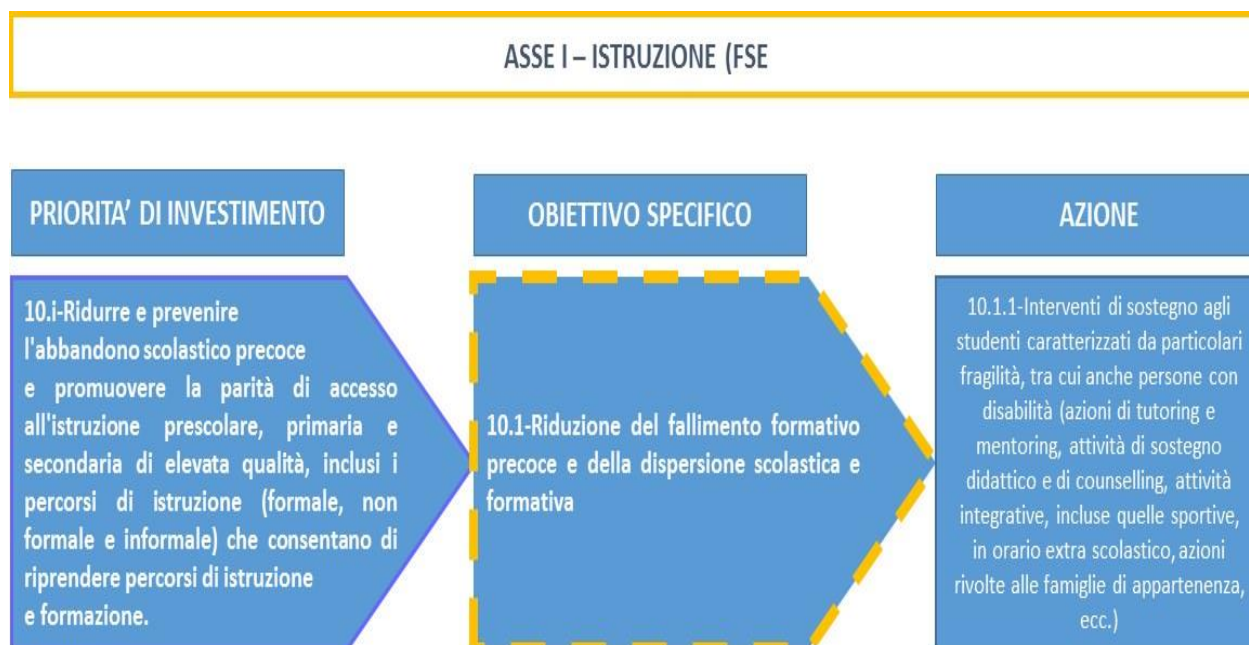 ASSE I – ISTRUZIONE (FSE
PRIORITA’ DI INVESTIMENTO
10.i-Ridurre e prevenire
l'abbandono scolastico precoce
e promuovere la parità di accesso
all'istruzione prescolare, primaria e
secondaria di elevata qualità, inclusi i
percorsi di istruzione (formale, non
formale e informale) che consentano di
riprendere percorsi di istruzione
e formazione.
OBIETTIVO SPECIFICO
10.1-Riduzione del fallimento formativo
precoce e della dispersione scolastica e
formativa
AZIONE
10.1.1-Interventi di sostegno agli
studenti caratterizzati da particolari
fragilità, tra cui anche persone con
disabilità (azioni di tutoring e
mentoring, attività di sostegno
didattico e di counselling, attività
integrative, incluse quelle sportive,
in orario extra scolastico, azioni
rivolte alle famiglie di appartenenza,
ecc.)